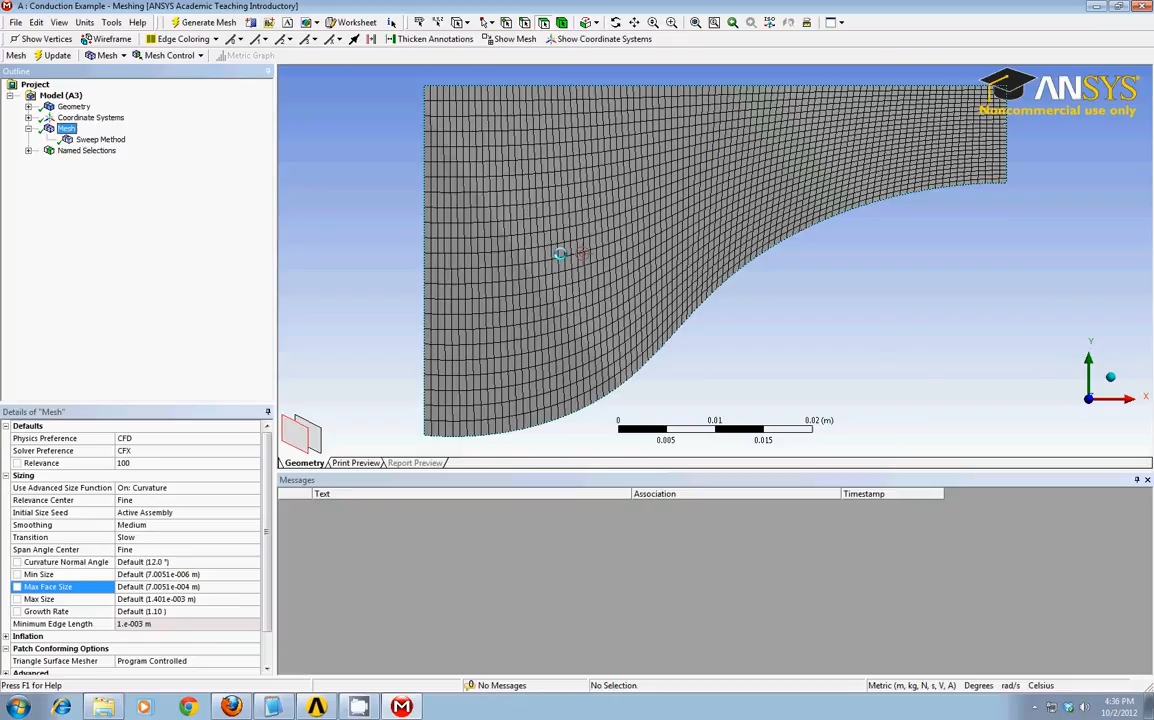 A : Conduction Example - Meshing [ANSYS Academic Teaching Introductory]
File Edit View Units Tools Help Generate Mesh Worksheet
Show Vertices Wireframe Edge Coloring Thicken Annotations Show Mesh Show Coordinate Systems
Mesh Update Mesh Mesh Control Metric Graph
Outline
Project
Model (A3)
Geometry
Coordinate Systems
Mesh
Sweep Method
Named Selections
ANSYS
Noncommercial use only
Y
X
0 0.01 0.02 (m)
0.005 0.015
Geometry Print Preview Report Preview
Details of "Mesh"
Defaults
Physics Preference CFD
Solver Preference CFX
Relevance 100
Sizing
Use Advanced Size Function On: Curvature
Relevance Center Fine
Initial Size Seed Active Assembly
Smoothing Medium
Transition Slow
Span Angle Center Fine
Curvature Normal Angle Default (12.0 °)
Min Size Default (7.0051e-006 m)
Max Face Size Default (7.0051e-004 m)
Max Size Default (1.401e-003 m)
Growth Rate Default (1.10 )
Minimum Edge Length 1.e-003 m
Inflation
Patch Conforming Options
Triangle Surface Mesher Program Controlled
Advanced
Messages
Text Association Timestamp
Press F1 for Help No Messages No Selection Metric (m, kg, N, s, V, A) Degrees rad/s Celsius
4:36 PM
10/2/2012